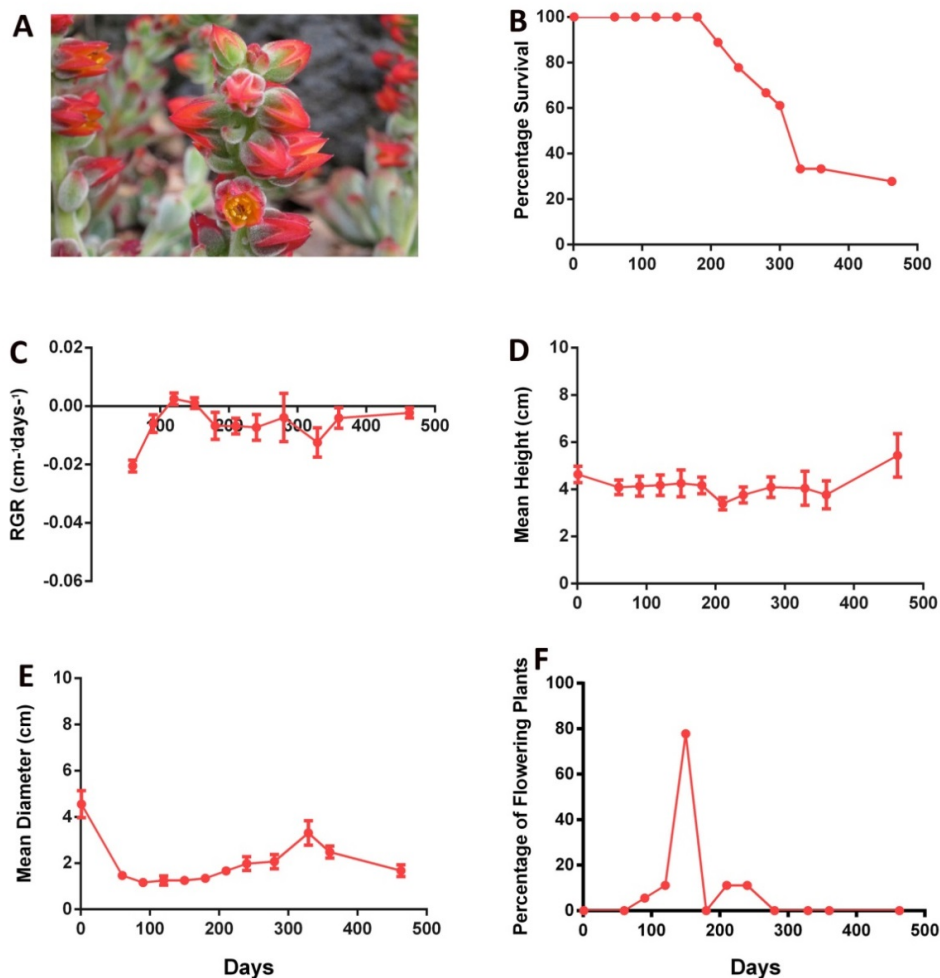 A
B
Percentage Survival
100
80
60
40
20
0
0 100 200 300 400 500
C
RGR (cm⁻¹days⁻¹)
0.02
0.00
-0.02
-0.04
-0.06
100 200 300 400 500
D
Mean Height (cm)
10
8
6
4
2
0
0 100 200 300 400 500
E
Mean Diameter (cm)
10
8
6
4
2
0
0 100 200 300 400 500
Days
F
Percentage of Flowering Plants
100
80
60
40
20
0
0 100 200 300 400 500
Days